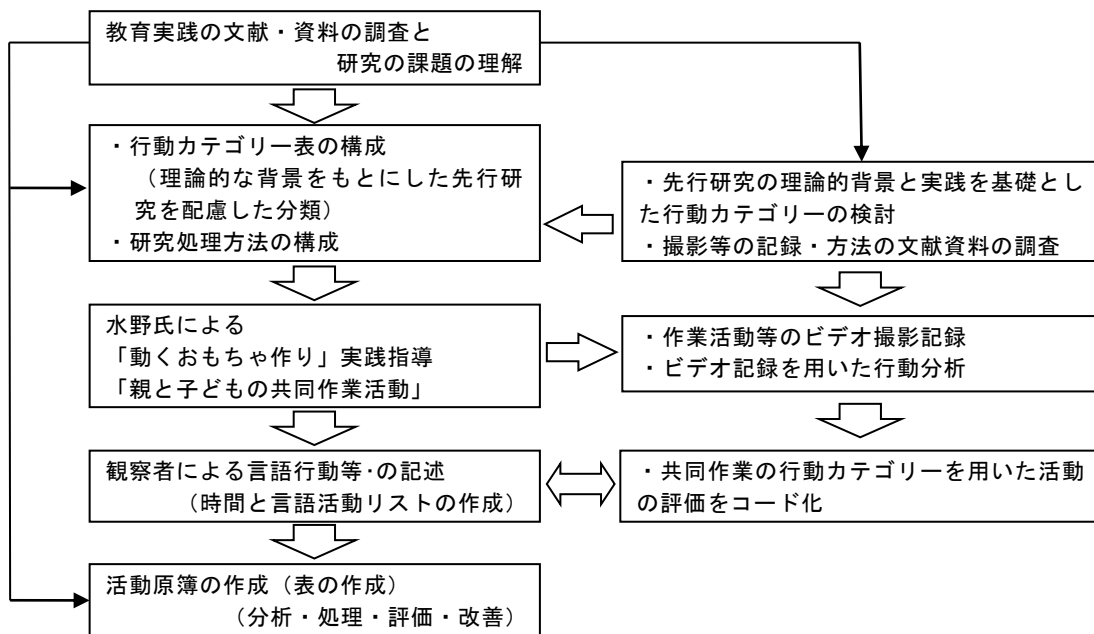 教育実践の文献・資料の調査と
研究の課題の理解
・行動カテゴリー表の構成
（理論的な背景をもとにした先行研
究を配慮した分類）
・研究処理方法の構成
・先行研究の理論的背景と実践を基礎とし
た行動カテゴリーの検討
・撮影等の記録・方法の文献資料の調査
水野氏による
「動くおもちゃ作り」実践指導
「親と子どもの共同作業活動」
・作業活動等のビデオ撮影記録
・ビデオ記録を用いた行動分析
観察者による言語行動等･の記述
（時間と言語活動リストの作成）
・共同作業の行動カテゴリーを用いた活動
の評価をコード化
活動原簿の作成（表の作成）
（分析・処理・評価・改善）